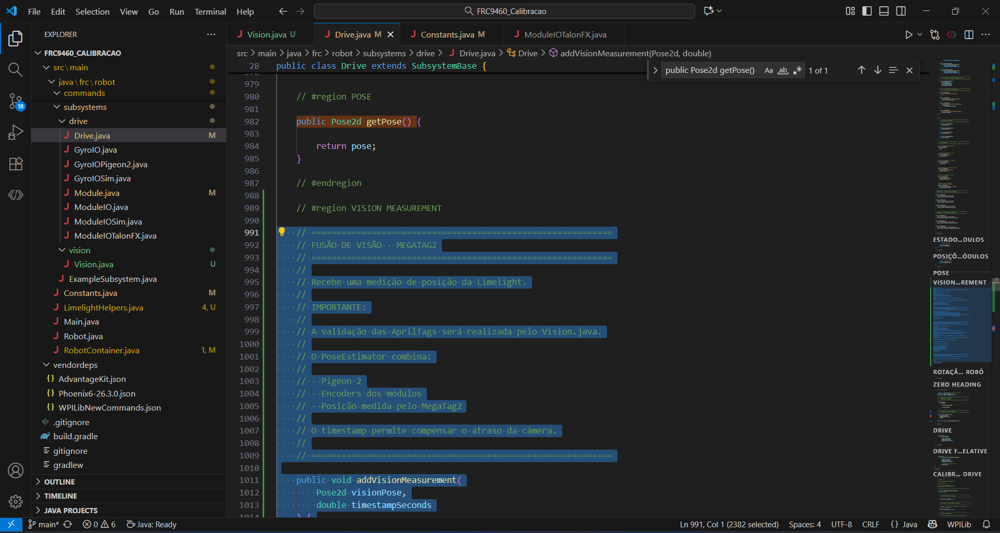 File Edit Selection View Go Run Terminal Help
FRC9460_Calibracao
EXPLORER
FRC9460_CALIBRACAO
src\main
java\frc\robot
commands
subsystems
drive
Drive.java M
GyroIO.java
GyroIOPigeon2.java
GyroIOSim.java
Module.java M
ModuleIO.java
ModuleIOSim.java
ModuleIOTalonFX.java
vision
Vision.java U
ExampleSubsystem.java
Constants.java M
LimelightHelpers.java 4, U
Main.java
Robot.java
RobotContainer.java 1, M
vendordeps
{} AdvantageKit.json
{} Phoenix6-26.3.0.json
{} WPILibNewCommands.json
.gitignore
build.gradle
gitignore
gradlew
OUTLINE
TIMELINE
JAVA PROJECTS
18
Vision.java U
Drive.java M
Constants.java M
ModuleIOTalonFX.java
src > main > java > frc > robot > subsystems > drive > Drive.java > Drive > addVisionMeasurement(Pose2d, double)
28 public class Drive extends SubsystemBase {
public Pose2d getPose() Aa ab .* 1 of 1
979
980 // #region POSE
981
982 public Pose2d getPose() {
983
984 return pose;
985 }
986
987 // #endregion
988
989 // #region VISION MEASUREMENT
990
991 // ============================================================
992 // FUSÃO DE VISÃO - MEGATAG2
993 // ============================================================
994 //
995 // Recebe uma medição de posição da Limelight.
996 //
997 // IMPORTANTE:
998 //
999 // A validação das AprilTags será realizada pelo Vision.java.
1000 //
1001 // O PoseEstimator combina:
1002 //
1003 // - Pigeon 2
1004 // - Encoders dos módulos
1005 // - Posição medida pelo MegaTag2
1006 //
1007 // O timestamp permite compensar o atraso da câmera.
1008 //
1009 // ============================================================
1010
1011 public void addVisionMeasurement(
1012 Pose2d visionPose,
1013 double timestampSeconds
1014 ) {
ESTADO...DULOS
POSIÇÕ...ÓDULOS
POSE
VISION...REMENT
ROTAÇÃ... ROBÔ
ZERO HEADING
DRIVE
DRIVE F...ELATIVE
CALIBR... DRIVE
main* 0 6 Java: Ready
Ln 991, Col 1 (2382 selected) Spaces: 4 UTF-8 CRLF {} Java WPILib